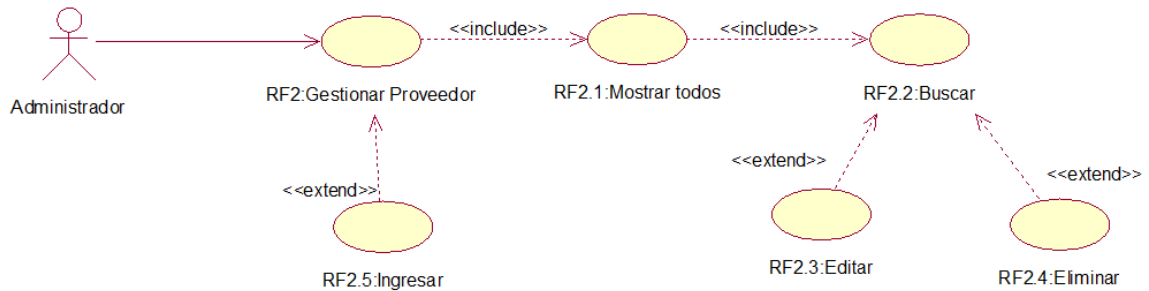 <<include>>
<<include>>
Administrador
RF2:Gestionar Proveedor
RF2.1:Mostrar todos
RF2.2:Buscar
<<extend>>
<<extend>>
<<extend>>
RF2.5:Ingresar
RF2.3:Editar
RF2.4:Eliminar